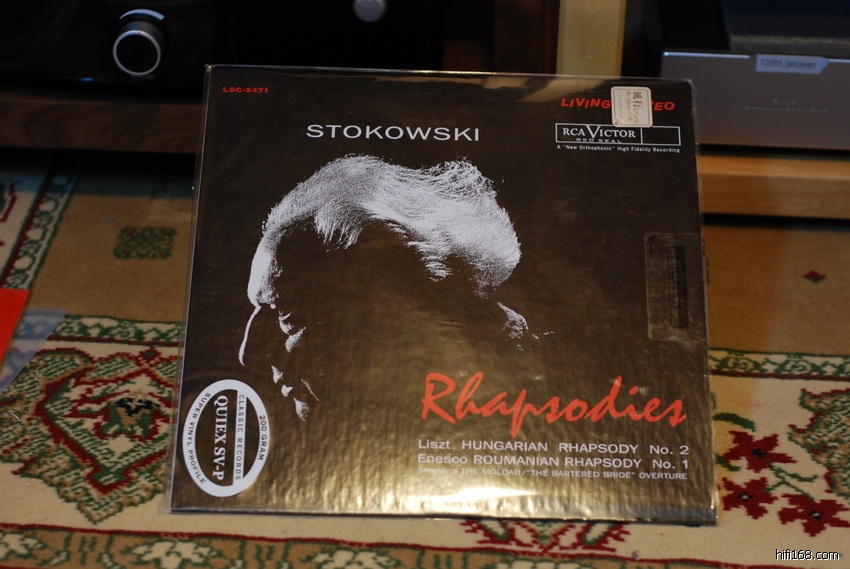 LSC-2471
LIVING STEREO
STOKOWSKI
RCA VICTOR
RED SEAL
A "New Orthophonic" High Fidelity Recording
Rhapsodies
Liszt HUNGARIAN RHAPSODY No. 2
Enesco ROUMANIAN RHAPSODY No. 1
Smetana THE MOLDAU/"THE BARTERED BRIDE" OVERTURE
200 GRAM
CLASSIC RECORDS
QUIEX SV-P
SUPER VINYL PROFILE
hifi168.com